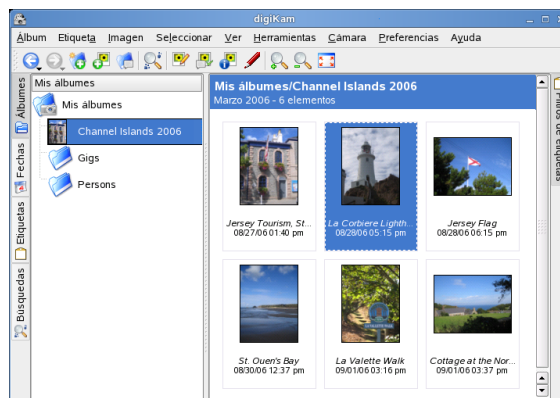 digiKam
Álbum Etiqueta Imagen Seleccionar Ver Herramientas Cámara Preferencias Ayuda
Álbumes
Fechas
Etiquetas
Búsquedas
Mis álbumes
Mis álbumes
Channel Islands 2006
Gigs
Persons
Mis álbumes/Channel Islands 2006
Marzo 2006 - 6 elementos
Jersey Tourism, St...
08/27/06 01:40 pm
La Corbiere Lighth...
08/28/06 05:15 pm
Jersey Flag
08/28/06 06:15 pm
St. Ouen's Bay
08/30/06 12:37 pm
La Valette Walk
09/01/06 03:16 pm
Cottage at the Nor...
09/01/06 03:37 pm
de etiquetas